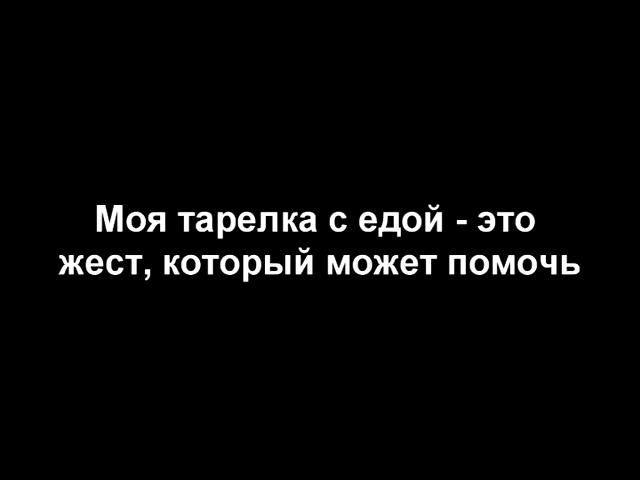 Моя тарелка с едой - это
жест, который может помочь